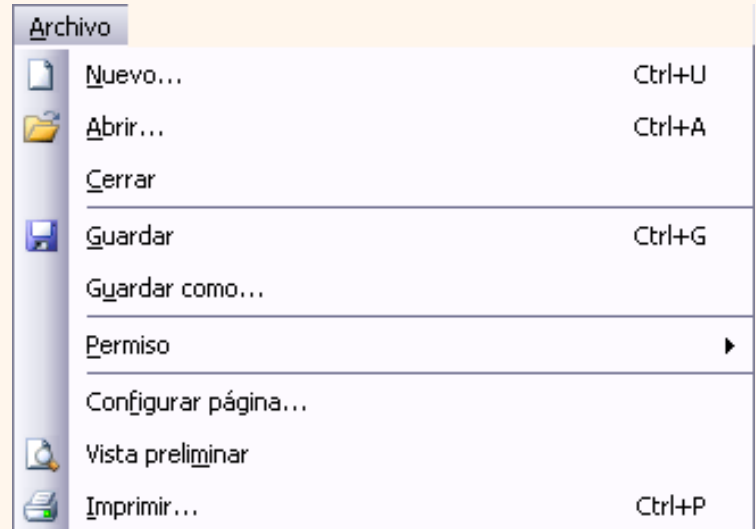 Archivo
Nuevo... Ctrl+U
Abrir... Ctrl+A
Cerrar
Guardar Ctrl+G
Guardar como...
Permiso
Configurar página...
Vista preliminar
Imprimir... Ctrl+P